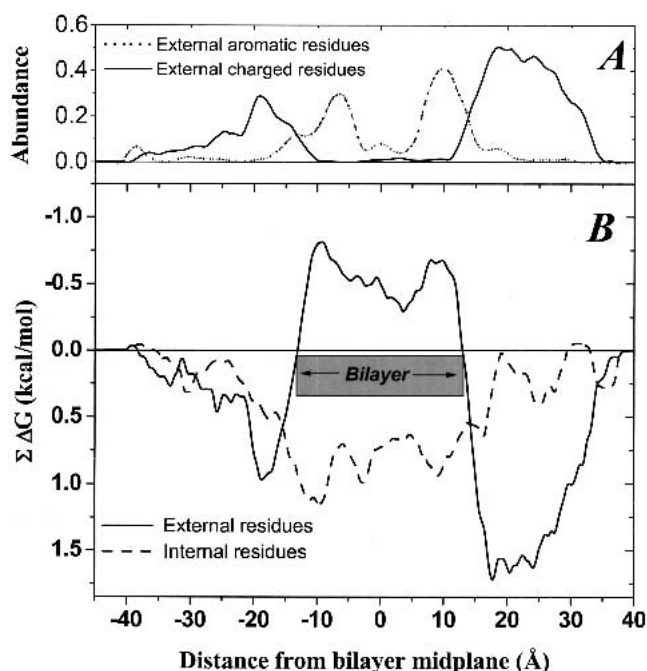 A
External aromatic residues
External charged residues
Abundance
0.6
0.4
0.2
0.0
B
Σ ΔG (kcal/mol)
-1.0
-0.5
0.0
0.5
1.0
1.5
Bilayer
External residues
Internal residues
-40 -30 -20 -10 0 10 20 30 40
Distance from bilayer midplane (Å)